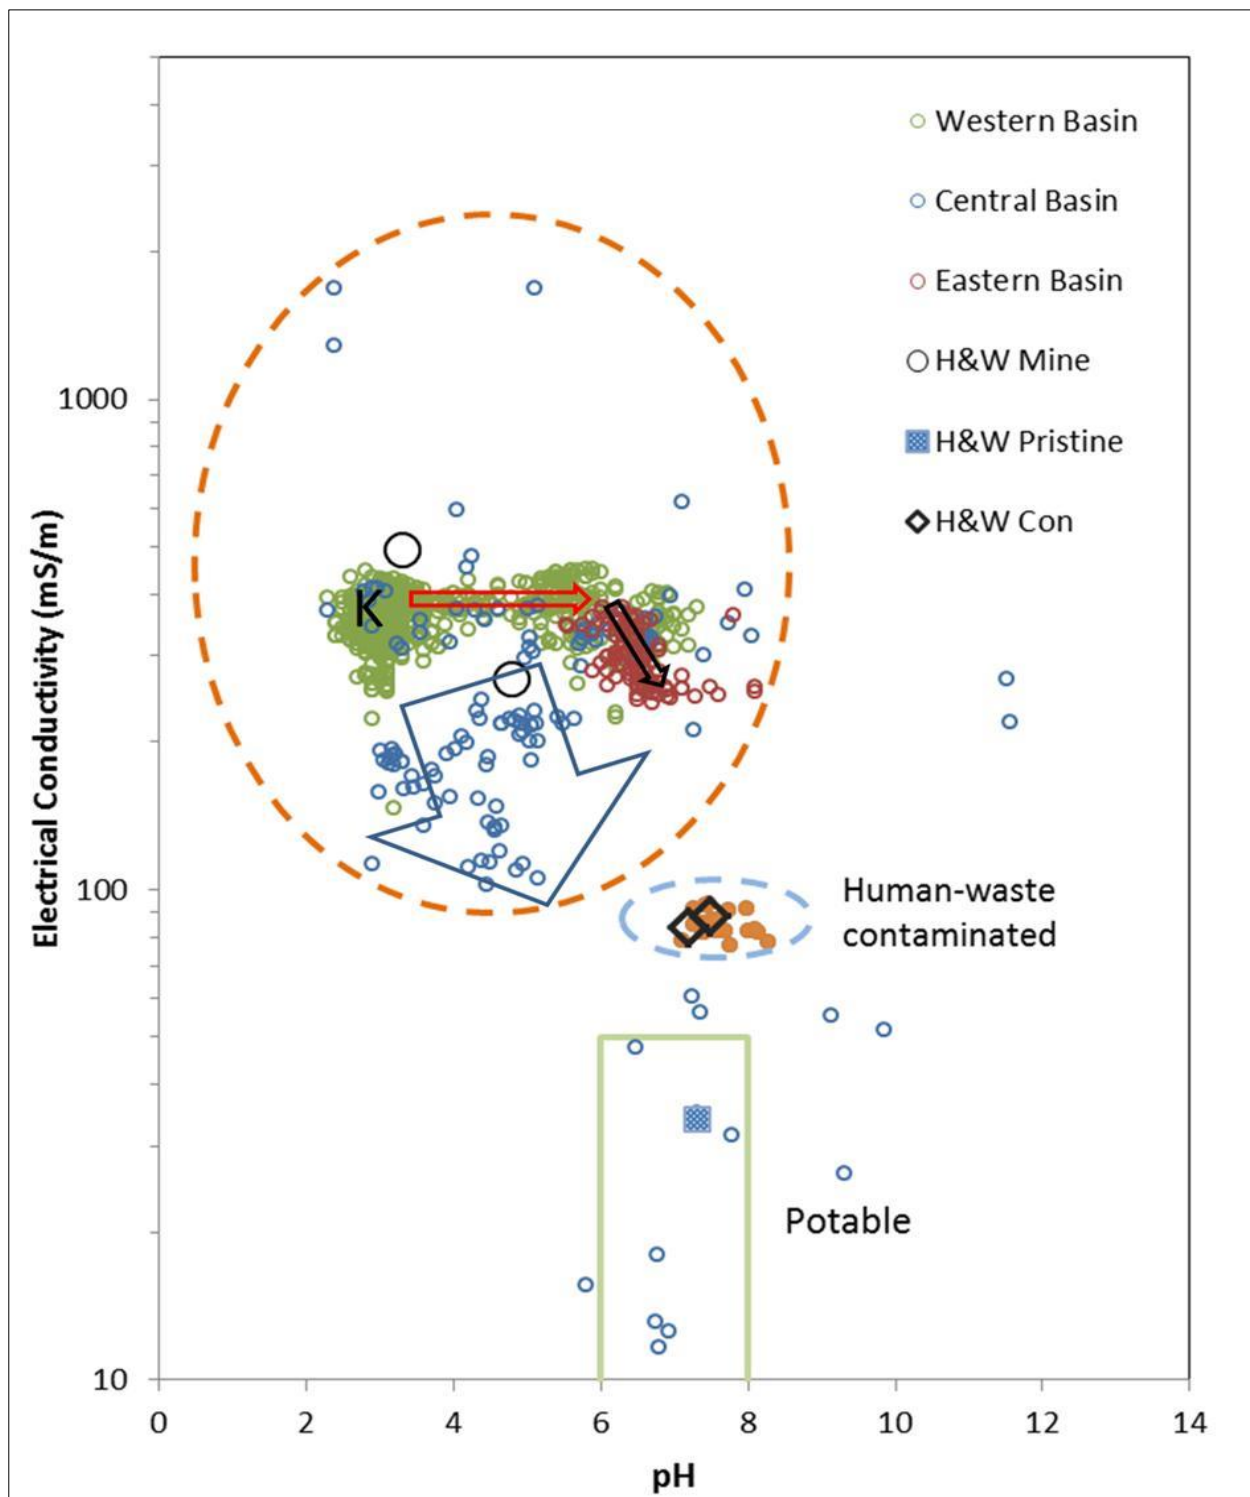 Western Basin
Central Basin
Eastern Basin
H&W Mine
H&W Pristine
H&W Con
1000
K
Electrical Conductivity (mS/m)
100
Human-waste
contaminated
Potable
10
0 2 4 6 8 10 12 14
pH